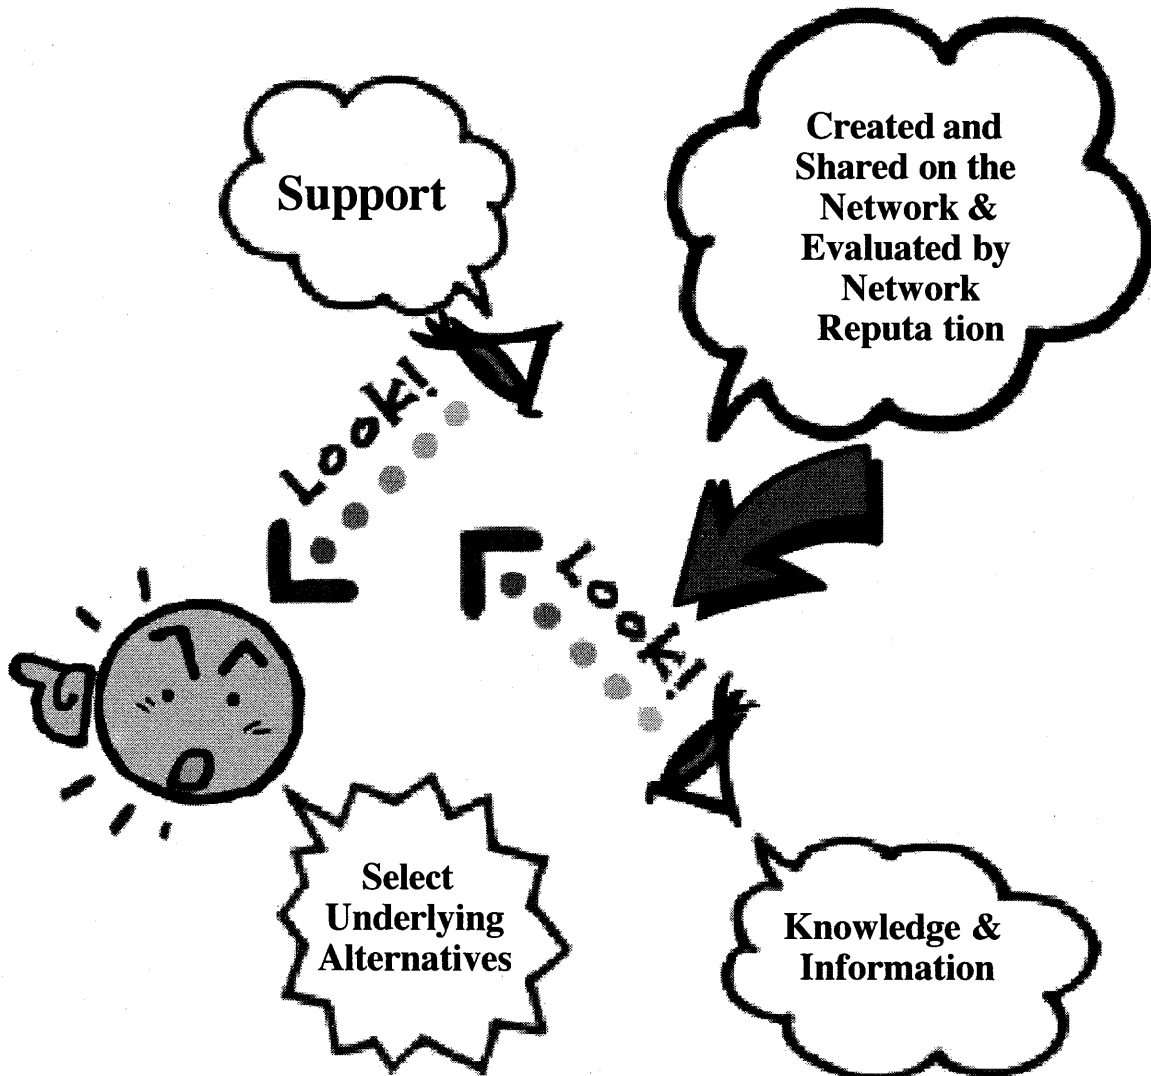 Support
Created and
Shared on the
Network &
Evaluated by
Network
Reputa tion
Look!
Look!
Select
Underlying
Alternatives
Knowledge &
Information